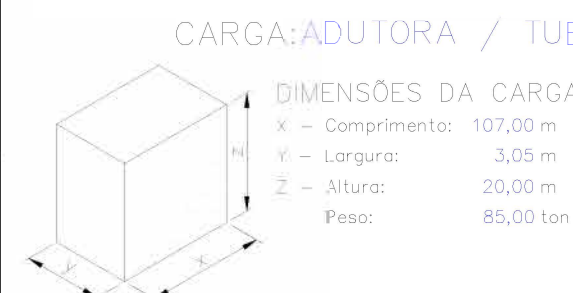 CARGA: ADUTORA / TUB
DIMENSÕES DA CARGA
X - Comprimento: 107,00 m
Y - Largura: 3,05 m
Z - Altura: 20,00 m
Peso: 85,00 ton
Z
y
x